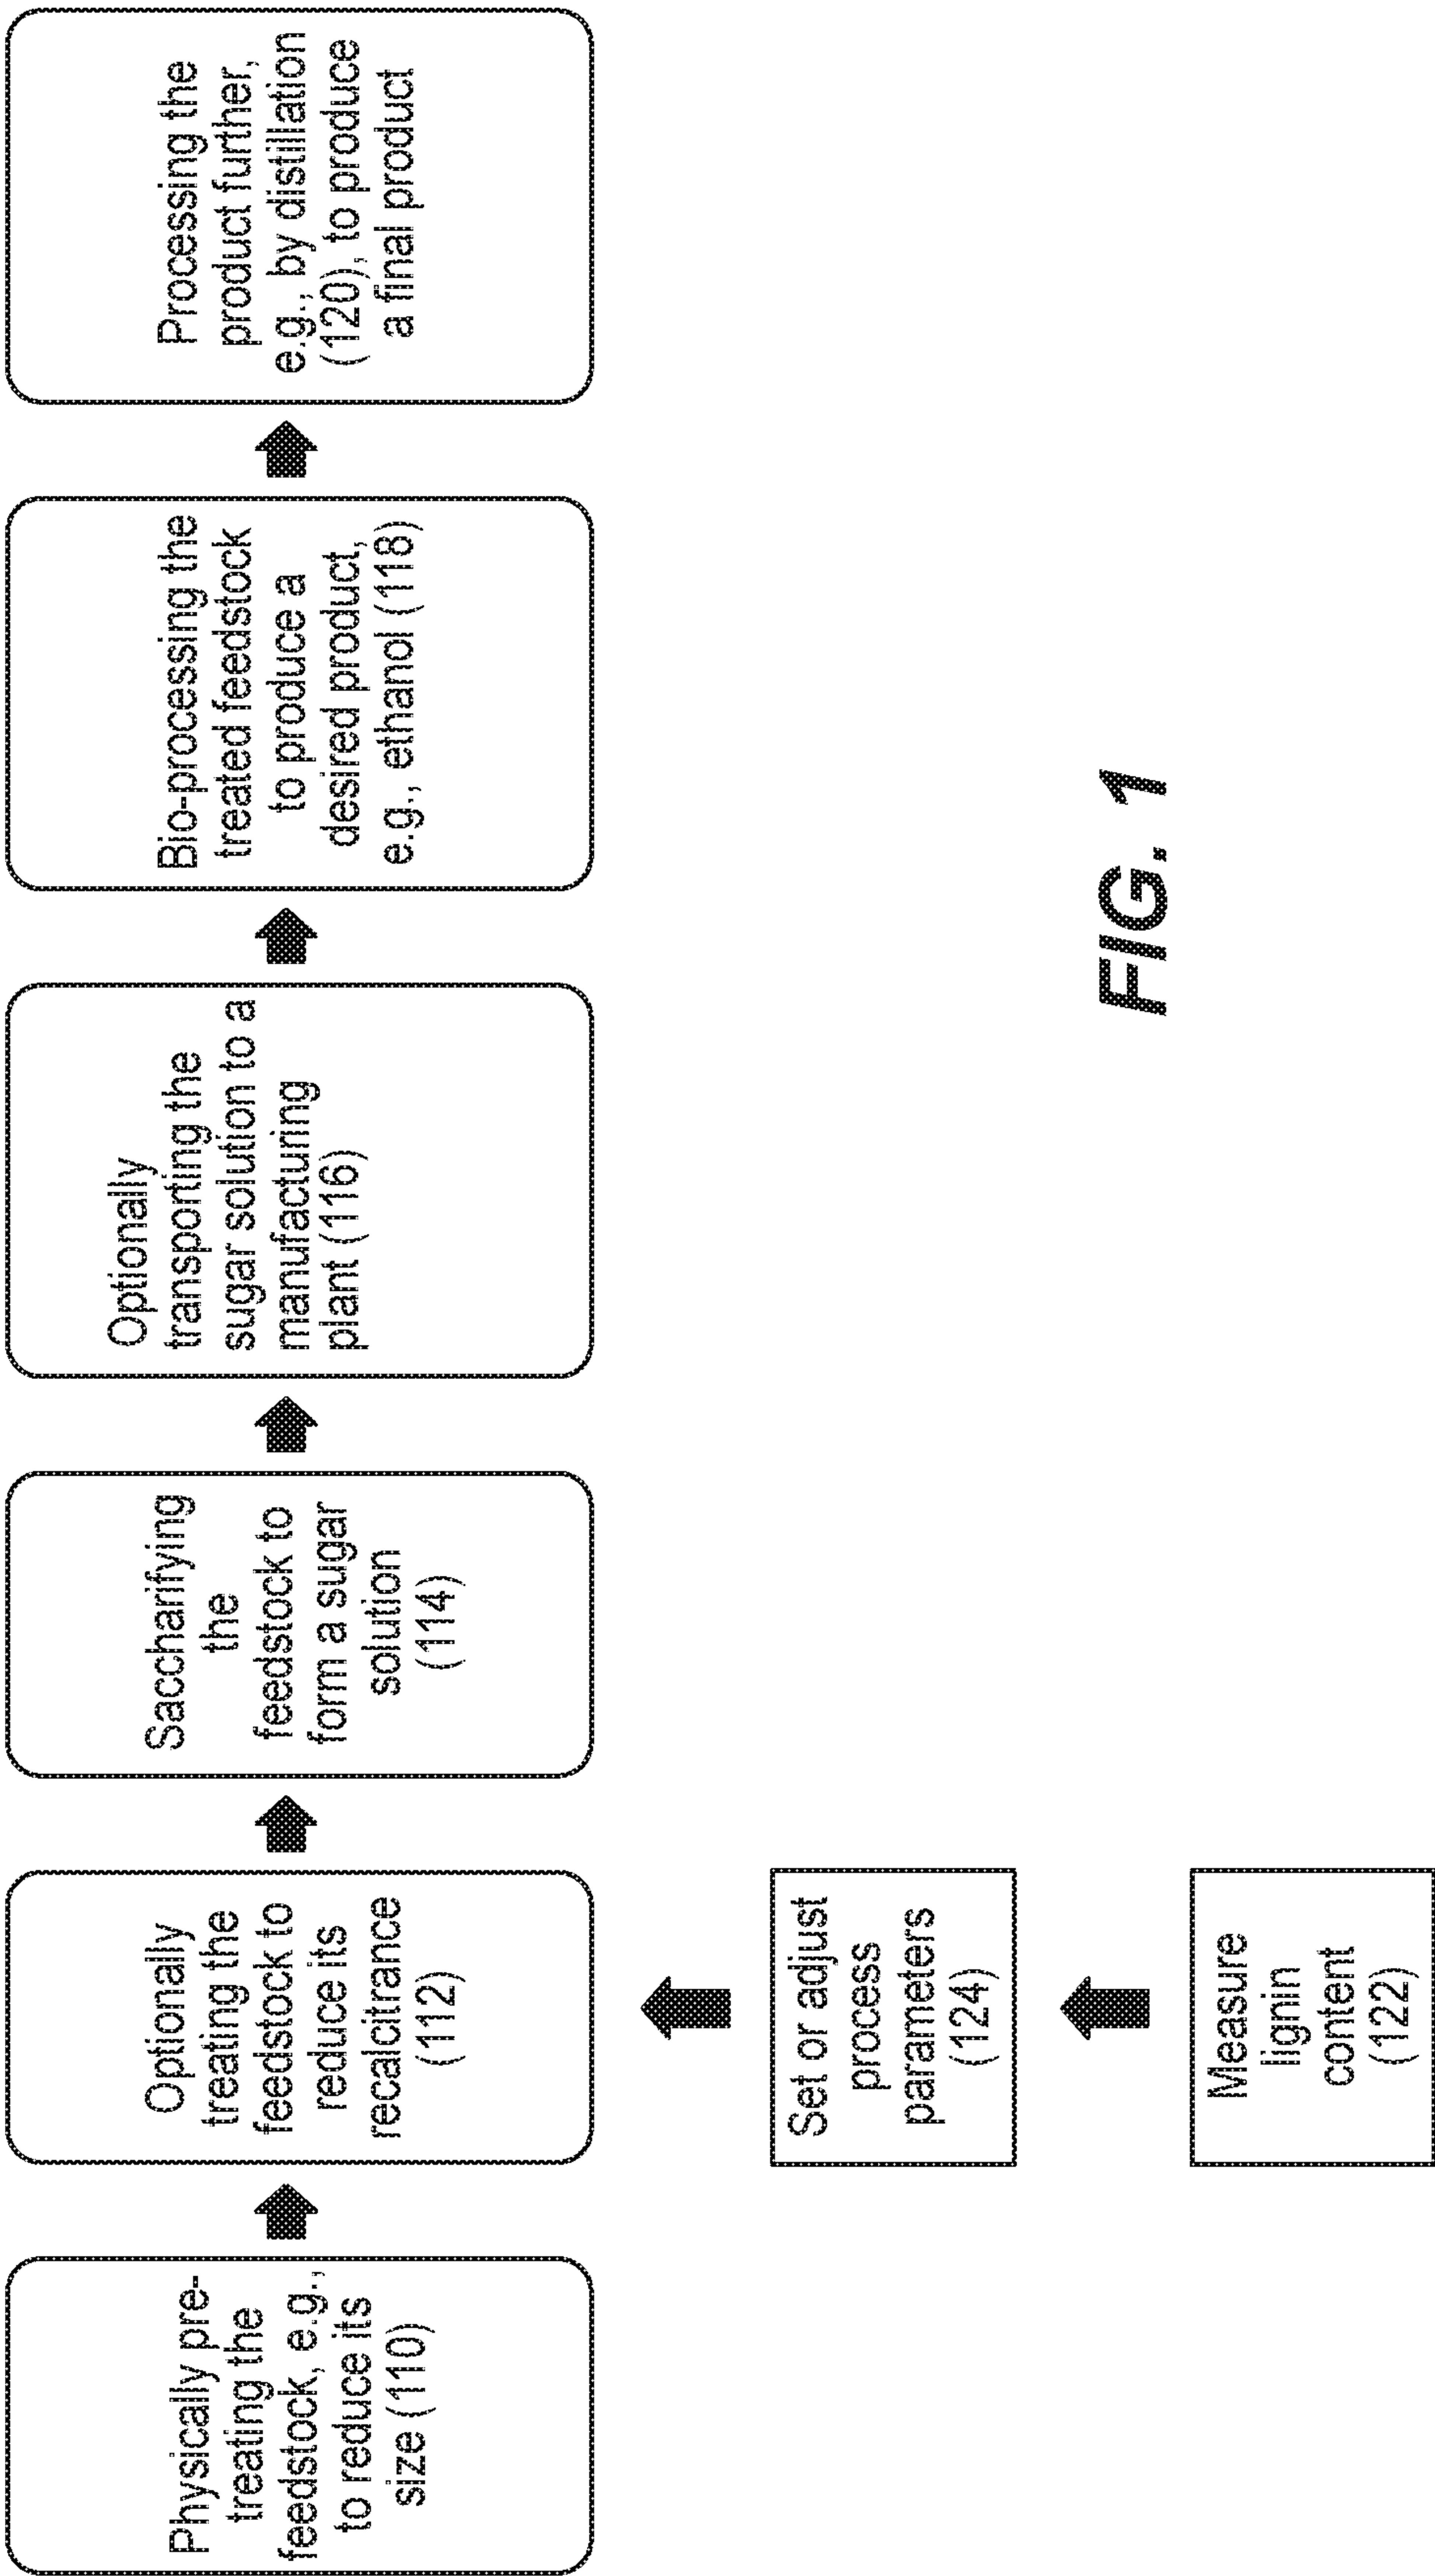 Physically pre-
treating the
feedstock, e.g.,
to reduce its
size (110)
Optionally
treating the
feedstock to
reduce its
recalcitrance
(112)
Saccharifying
the
feedstock to
form a sugar
solution
(114)
Optionally
transporting the
sugar solution to a
manufacturing
plant (116)
Bio-processing the
treated feedstock
to produce a
desired product,
e.g., ethanol (118)
Processing the
product further,
e.g., by distillation
(120), to produce
a final product
Set or adjust
process
parameters
(124)
Measure
lignin
content
(122)
FIG. 1